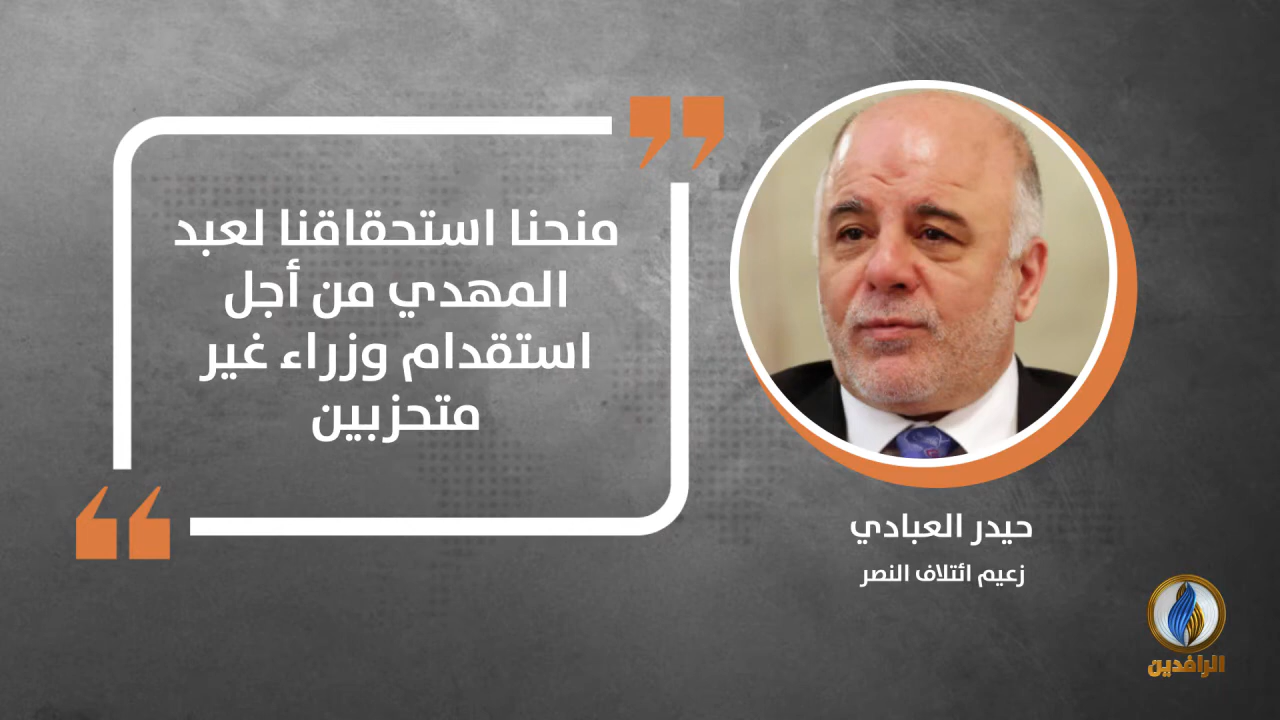 منحنا استحقاقنا لعبد
المهدي من أجل
استقدام وزراء غير
متحزبين
حيدر العبادي
زعيم ائتلاف النصر
الرافدين